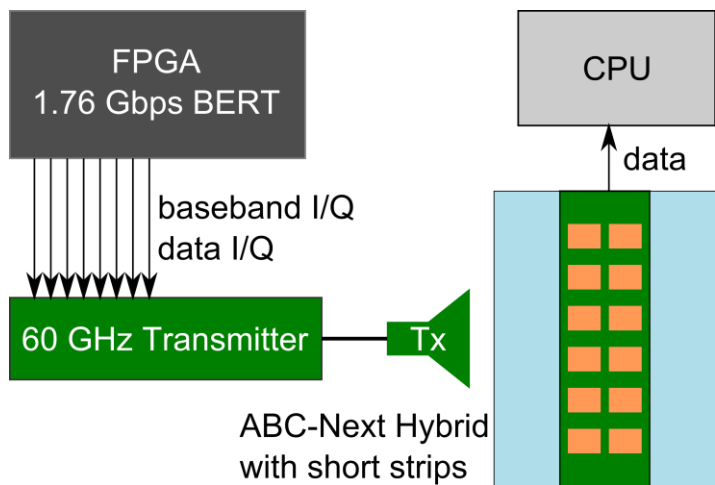 FPGA
1.76 Gbps BERT
CPU
data
baseband I/Q
data I/Q
60 GHz Transmitter
Tx
ABC-Next Hybrid
with short strips